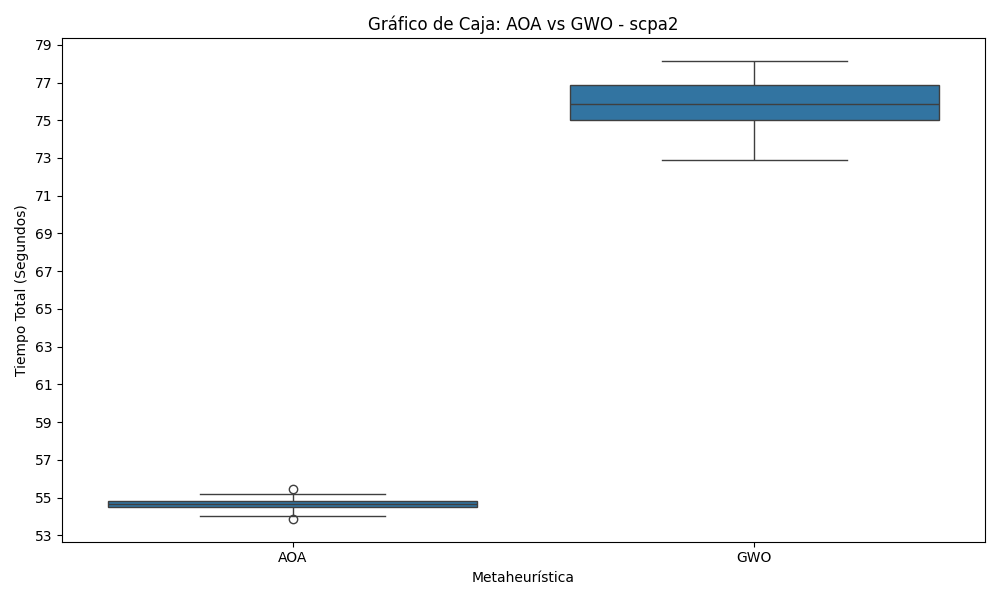 Gráfico de Caja: AOA vs GWO - scpa2
Tiempo Total (Segundos)
79
77
75
73
71
69
67
65
63
61
59
57
55
53
AOA
GWO
Metaheurística